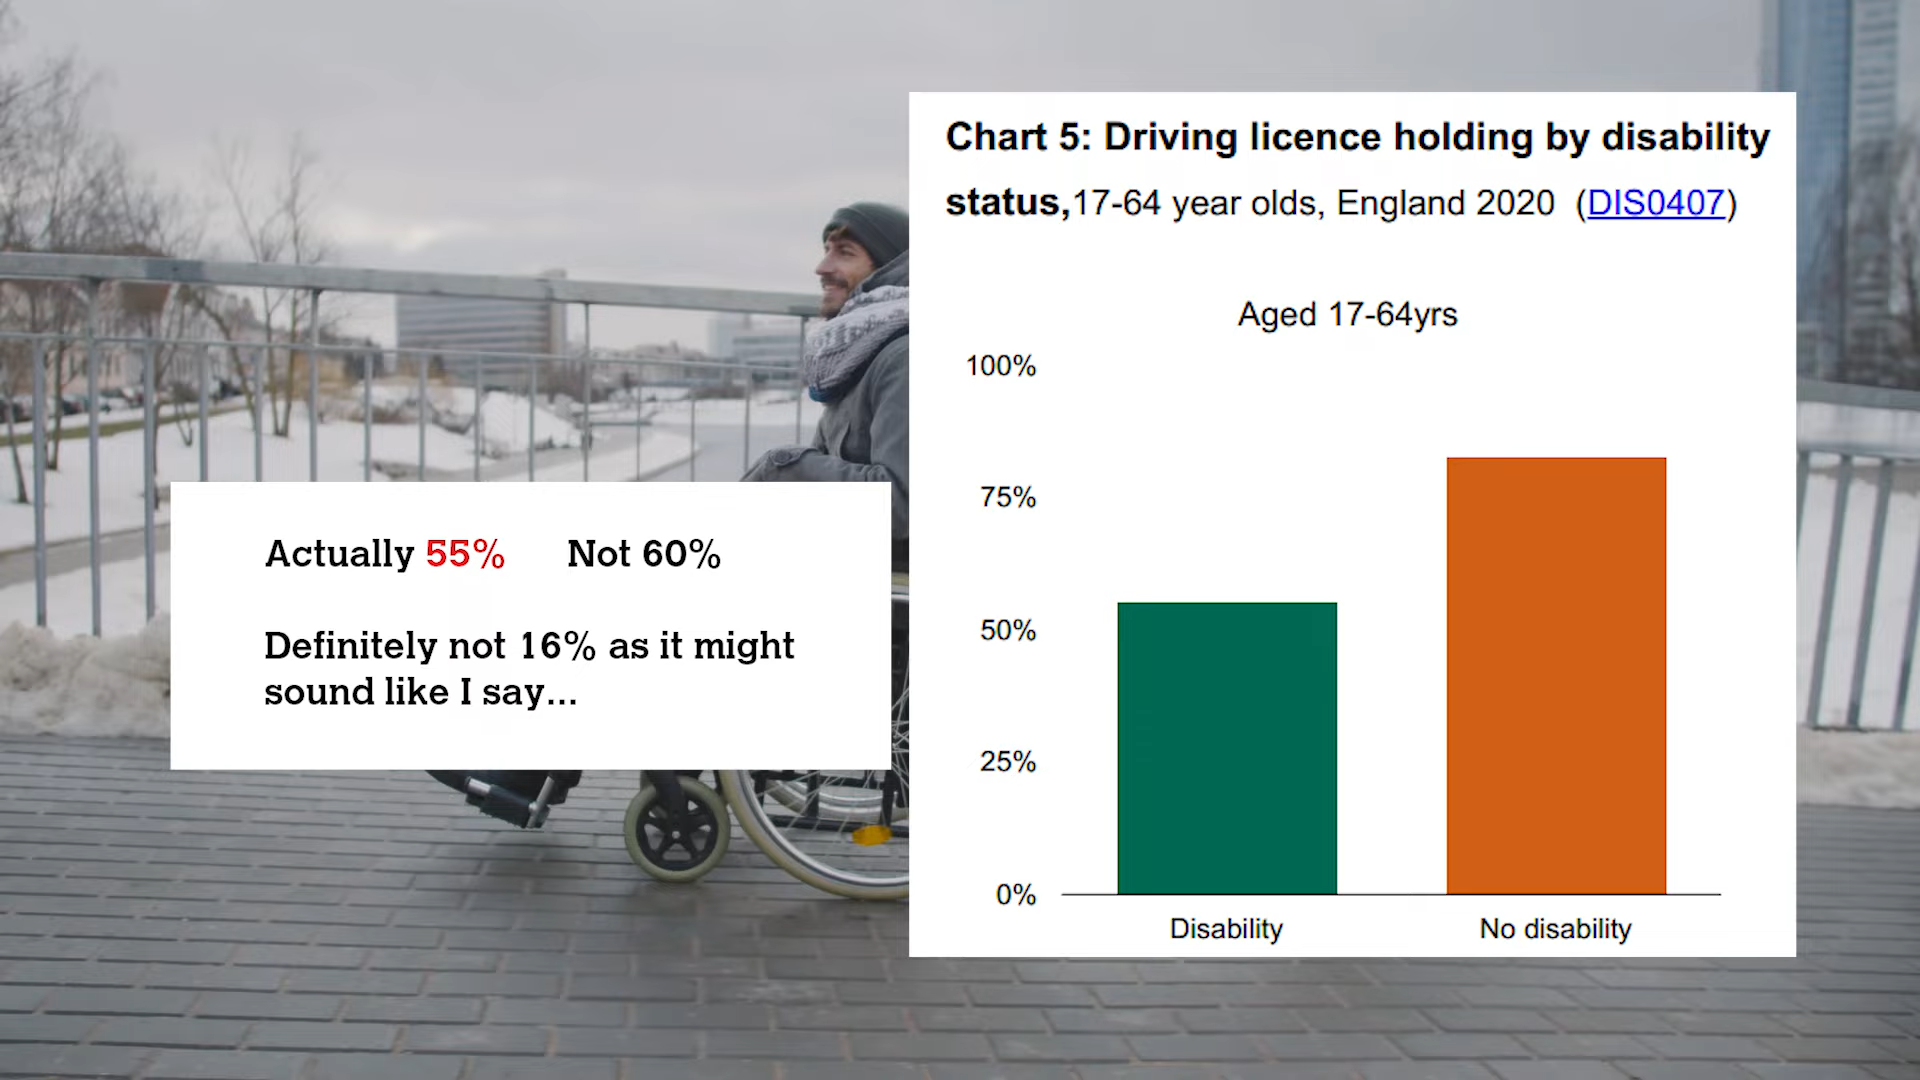 Actually 55% Not 60%
Definitely not 16% as it might
sound like I say...
Chart 5: Driving licence holding by disability
status,17-64 year olds, England 2020 (DIS0407)
Aged 17-64yrs
100%
75%
50%
25%
0%
Disability No disability